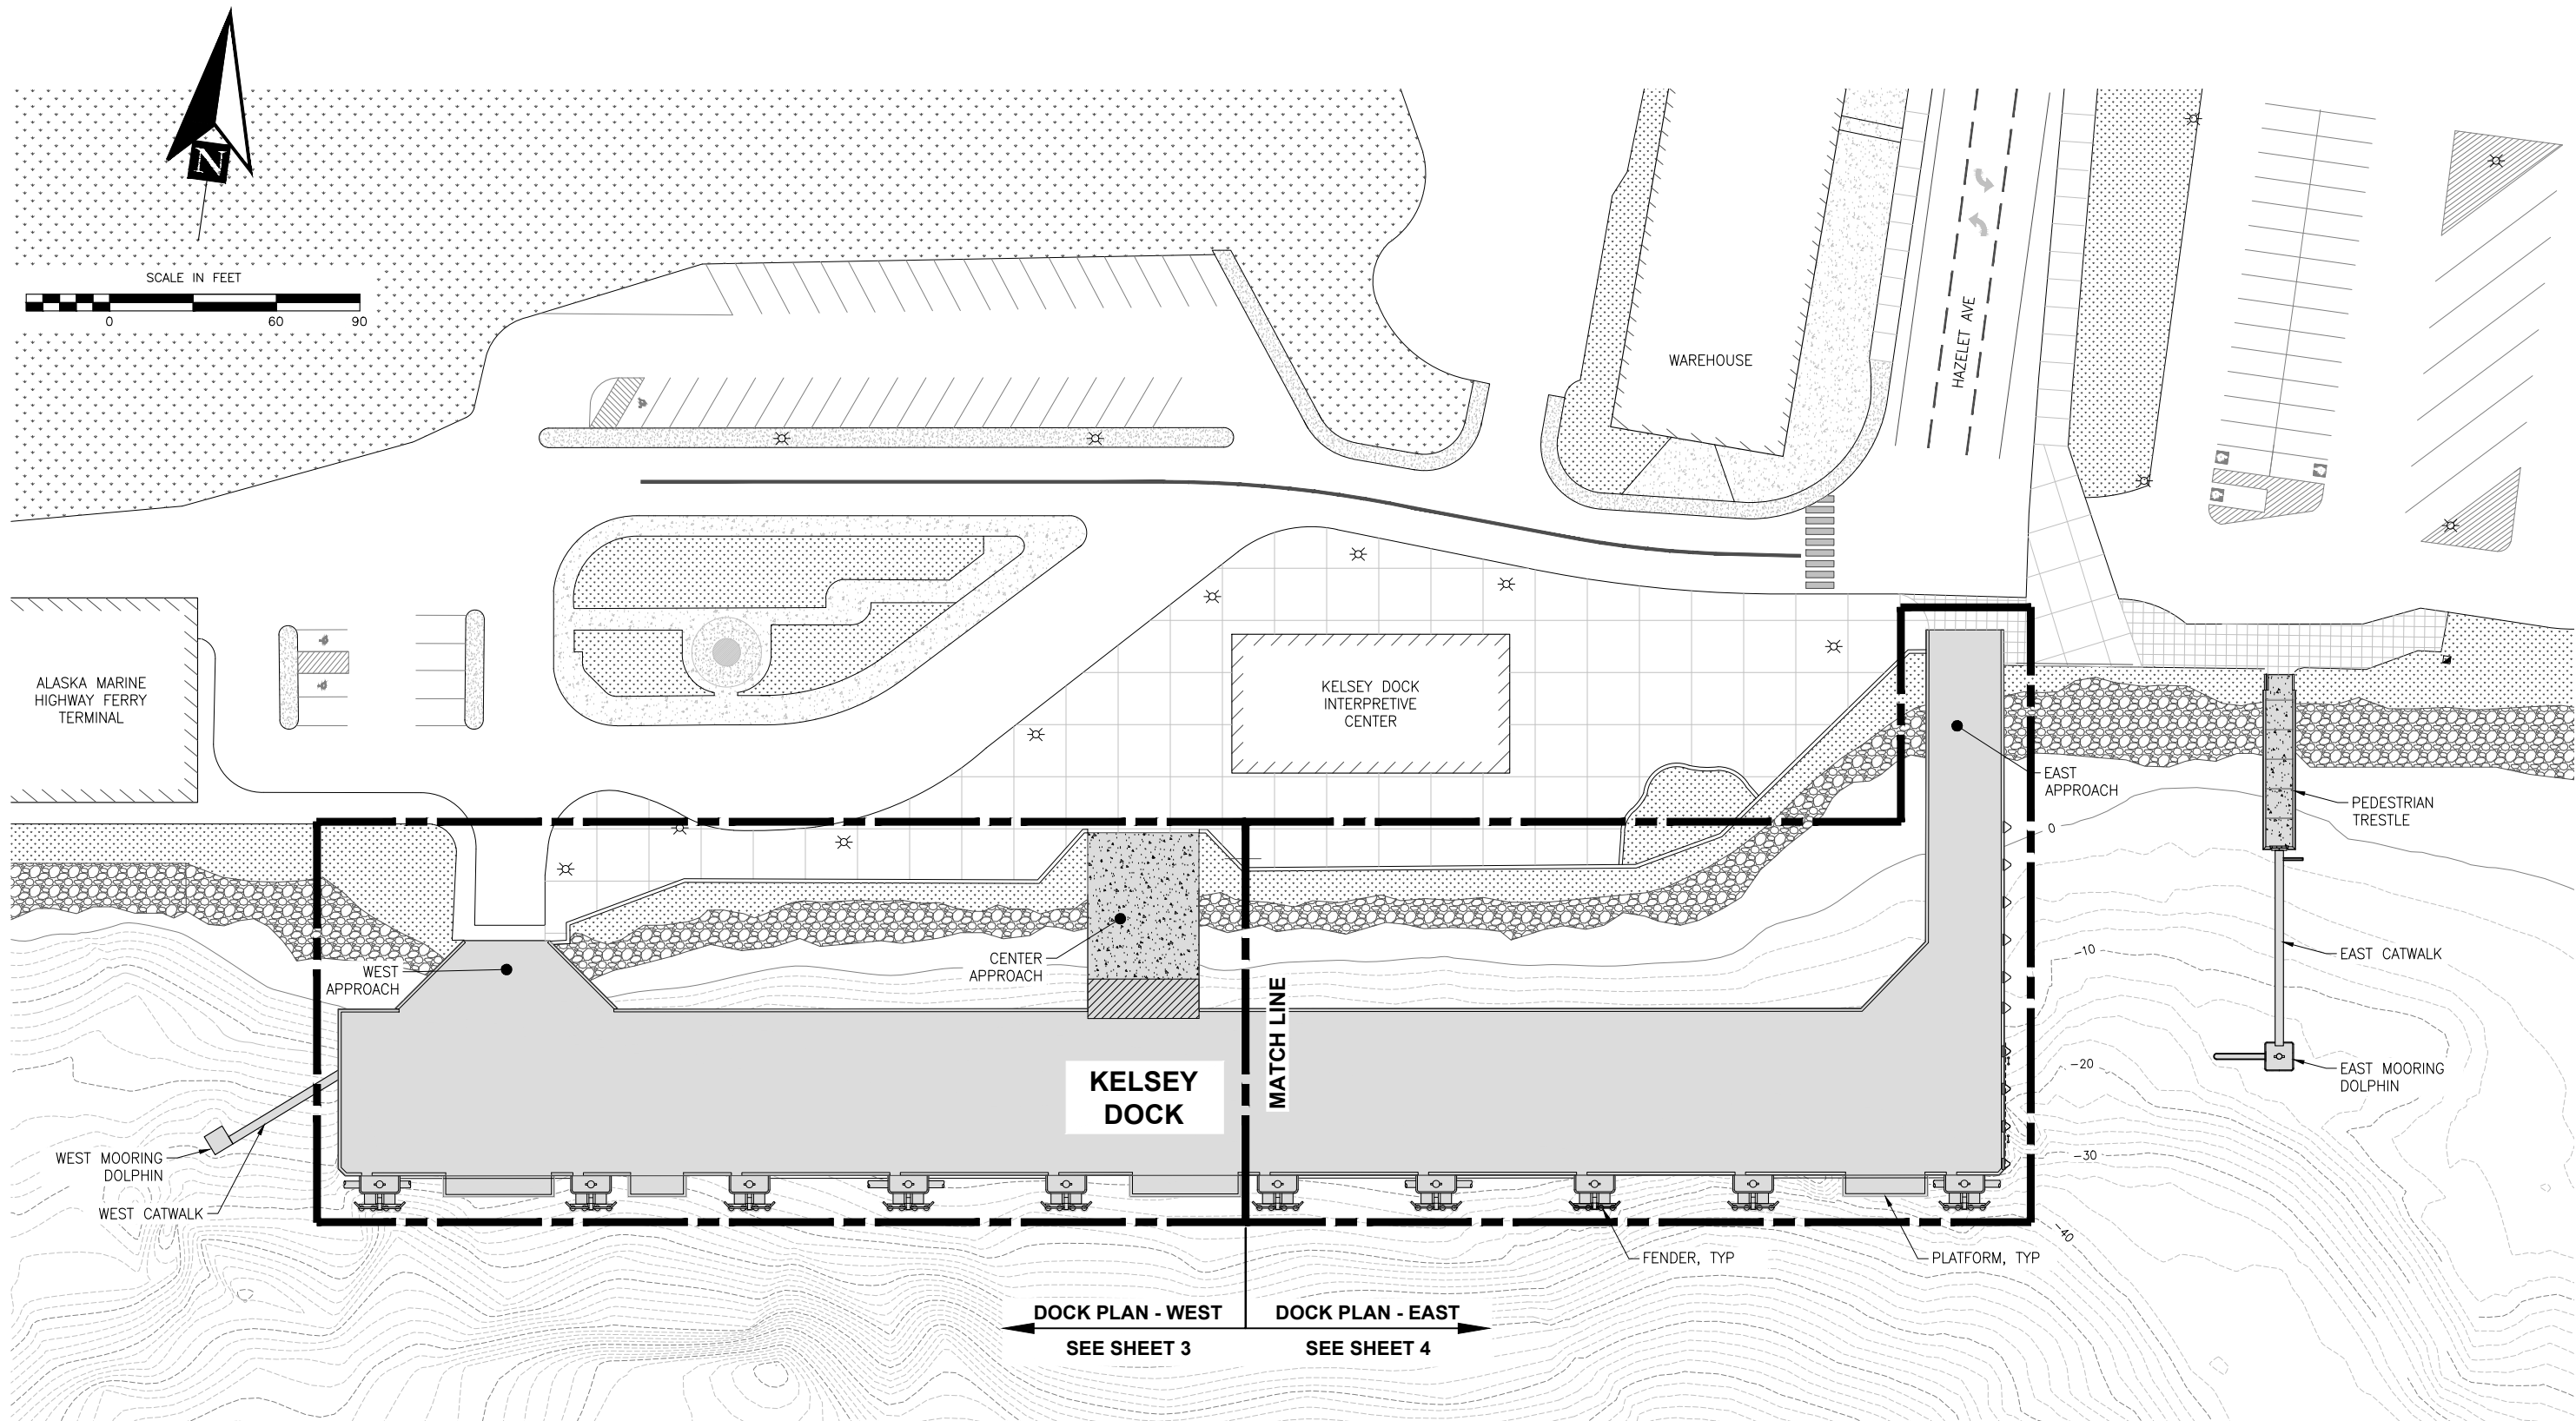 N
SCALE IN FEET
0 60 90
WAREHOUSE
HAZELET AVE
ALASKA MARINE
HIGHWAY FERRY
TERMINAL
KELSEY DOCK
INTERPRETIVE
CENTER
EAST
APPROACH
PEDESTRIAN
TRESTLE
0
WEST
APPROACH
CENTER
APPROACH
-10
EAST CATWALK
MATCH LINE
KELSEY
DOCK
-20
EAST MOORING
DOLPHIN
WEST MOORING
DOLPHIN
-30
WEST CATWALK
-40
FENDER, TYP
PLATFORM, TYP
DOCK PLAN - WEST
SEE SHEET 3
DOCK PLAN - EAST
SEE SHEET 4